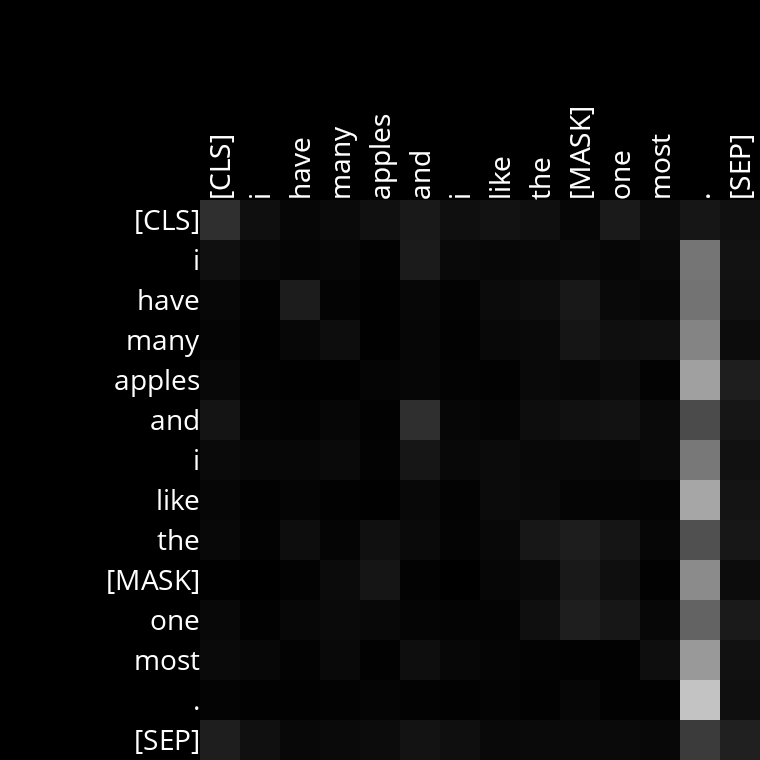 [CLS] i have many apples and i like the [MASK] one most . [SEP]
[CLS]
i
have
many
apples
and
i
like
the
[MASK]
one
most
.
[SEP]